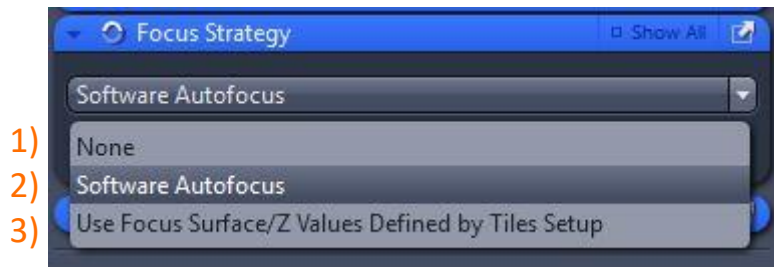 Focus Strategy
Show All
Software Autofocus
1) None
2) Software Autofocus
3) Use Focus Surface/Z Values Defined by Tiles Setup